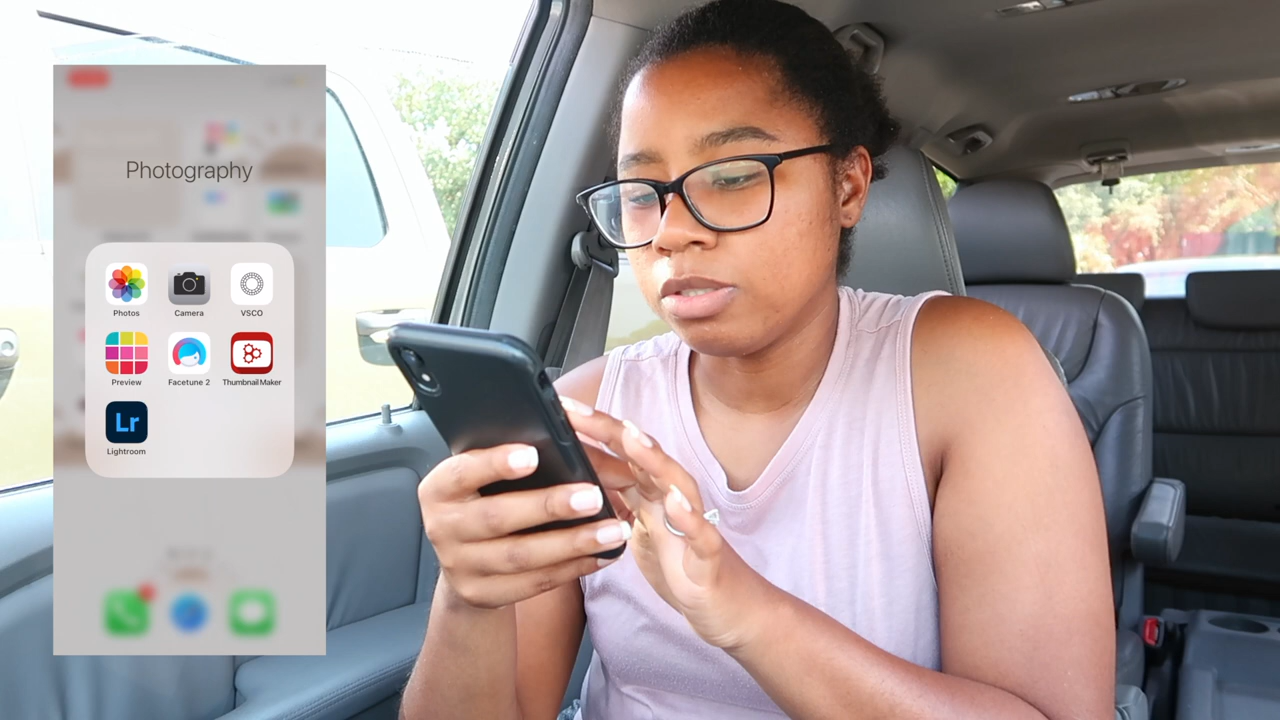 Photography
Photos Camera VSCO
Preview Facetune 2 Thumbnail Maker
Lr
Lightroom